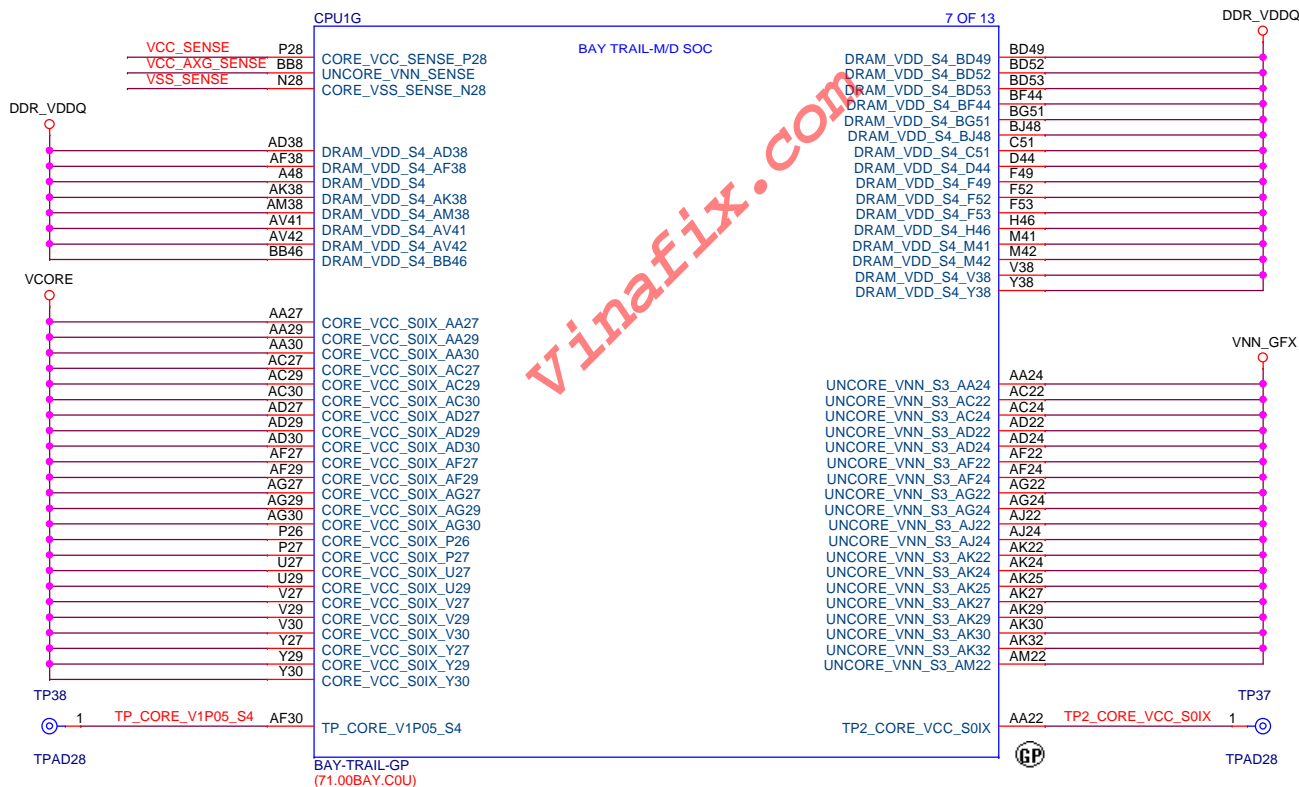 CPU1G
7 OF 13
BAY TRAIL-M/D SOC
VCC_SENSE P28 CORE_VCC_SENSE_P28
VCC_AXG_SENSE BB8 UNCORE_VNN_SENSE
VSS_SENSE N28 CORE_VSS_SENSE_N28
DDR_VDDQ
AD38 DRAM_VDD_S4_AD38
AF38 DRAM_VDD_S4_AF38
A48 DRAM_VDD_S4
AK38 DRAM_VDD_S4_AK38
AM38 DRAM_VDD_S4_AM38
AV41 DRAM_VDD_S4_AV41
AV42 DRAM_VDD_S4_AV42
BB46 DRAM_VDD_S4_BB46
VCORE
AA27 CORE_VCC_S0IX_AA27
AA29 CORE_VCC_S0IX_AA29
AA30 CORE_VCC_S0IX_AA30
AC27 CORE_VCC_S0IX_AC27
AC29 CORE_VCC_S0IX_AC29
AC30 CORE_VCC_S0IX_AC30
AD27 CORE_VCC_S0IX_AD27
AD29 CORE_VCC_S0IX_AD29
AD30 CORE_VCC_S0IX_AD30
AF27 CORE_VCC_S0IX_AF27
AF29 CORE_VCC_S0IX_AF29
AG27 CORE_VCC_S0IX_AG27
AG29 CORE_VCC_S0IX_AG29
AG30 CORE_VCC_S0IX_AG30
P26 CORE_VCC_S0IX_P26
P27 CORE_VCC_S0IX_P27
U27 CORE_VCC_S0IX_U27
U29 CORE_VCC_S0IX_U29
V27 CORE_VCC_S0IX_V27
V29 CORE_VCC_S0IX_V29
V30 CORE_VCC_S0IX_V30
Y27 CORE_VCC_S0IX_Y27
Y29 CORE_VCC_S0IX_Y29
Y30 CORE_VCC_S0IX_Y30
TP38
1 TP_CORE_V1P05_S4 AF30 TP_CORE_V1P05_S4
TPAD28
DDR_VDDQ
DRAM_VDD_S4_BD49 BD49
DRAM_VDD_S4_BD52 BD52
DRAM_VDD_S4_BD53 BD53
DRAM_VDD_S4_BF44 BF44
DRAM_VDD_S4_BG51 BG51
DRAM_VDD_S4_BJ48 BJ48
DRAM_VDD_S4_C51 C51
DRAM_VDD_S4_D44 D44
DRAM_VDD_S4_F49 F49
DRAM_VDD_S4_F52 F52
DRAM_VDD_S4_F53 F53
DRAM_VDD_S4_H46 H46
DRAM_VDD_S4_M41 M41
DRAM_VDD_S4_M42 M42
DRAM_VDD_S4_V38 V38
DRAM_VDD_S4_Y38 Y38
VNN_GFX
UNCORE_VNN_S3_AA24 AA24
UNCORE_VNN_S3_AC22 AC22
UNCORE_VNN_S3_AC24 AC24
UNCORE_VNN_S3_AD22 AD22
UNCORE_VNN_S3_AD24 AD24
UNCORE_VNN_S3_AF22 AF22
UNCORE_VNN_S3_AF24 AF24
UNCORE_VNN_S3_AG22 AG22
UNCORE_VNN_S3_AG24 AG24
UNCORE_VNN_S3_AJ22 AJ22
UNCORE_VNN_S3_AJ24 AJ24
UNCORE_VNN_S3_AK22 AK22
UNCORE_VNN_S3_AK24 AK24
UNCORE_VNN_S3_AK25 AK25
UNCORE_VNN_S3_AK27 AK27
UNCORE_VNN_S3_AK29 AK29
UNCORE_VNN_S3_AK30 AK30
UNCORE_VNN_S3_AK32 AK32
UNCORE_VNN_S3_AM22 AM22
TP37
TP2_CORE_VCC_S0IX AA22 TP2_CORE_VCC_S0IX 1
TPAD28
GP
BAY-TRAIL-GP
(71.00BAY.C0U)
vinafix.com